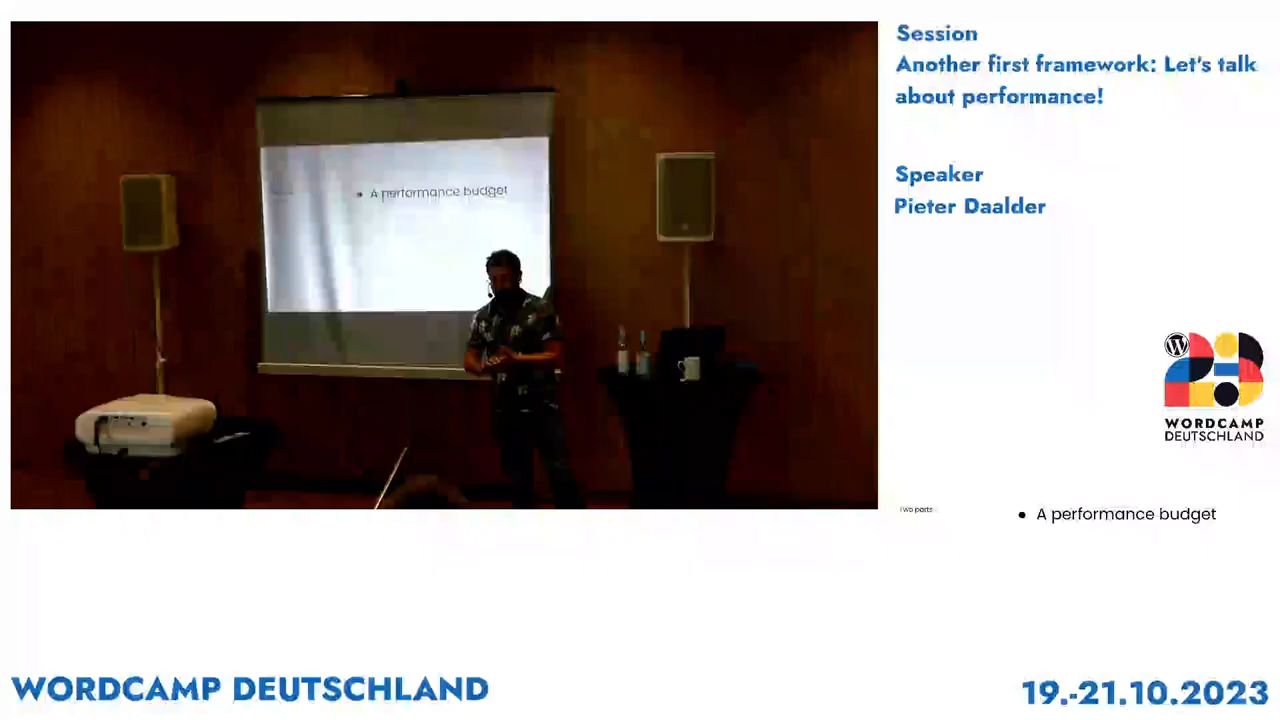 Session
Another first framework: Let's talk
about performance!
Speaker
Pieter Daalder
• A performance budget
WORDCAMP
DEUTSCHLAND
Two parts
• A performance budget
WORDCAMP DEUTSCHLAND
19.-21.10.2023